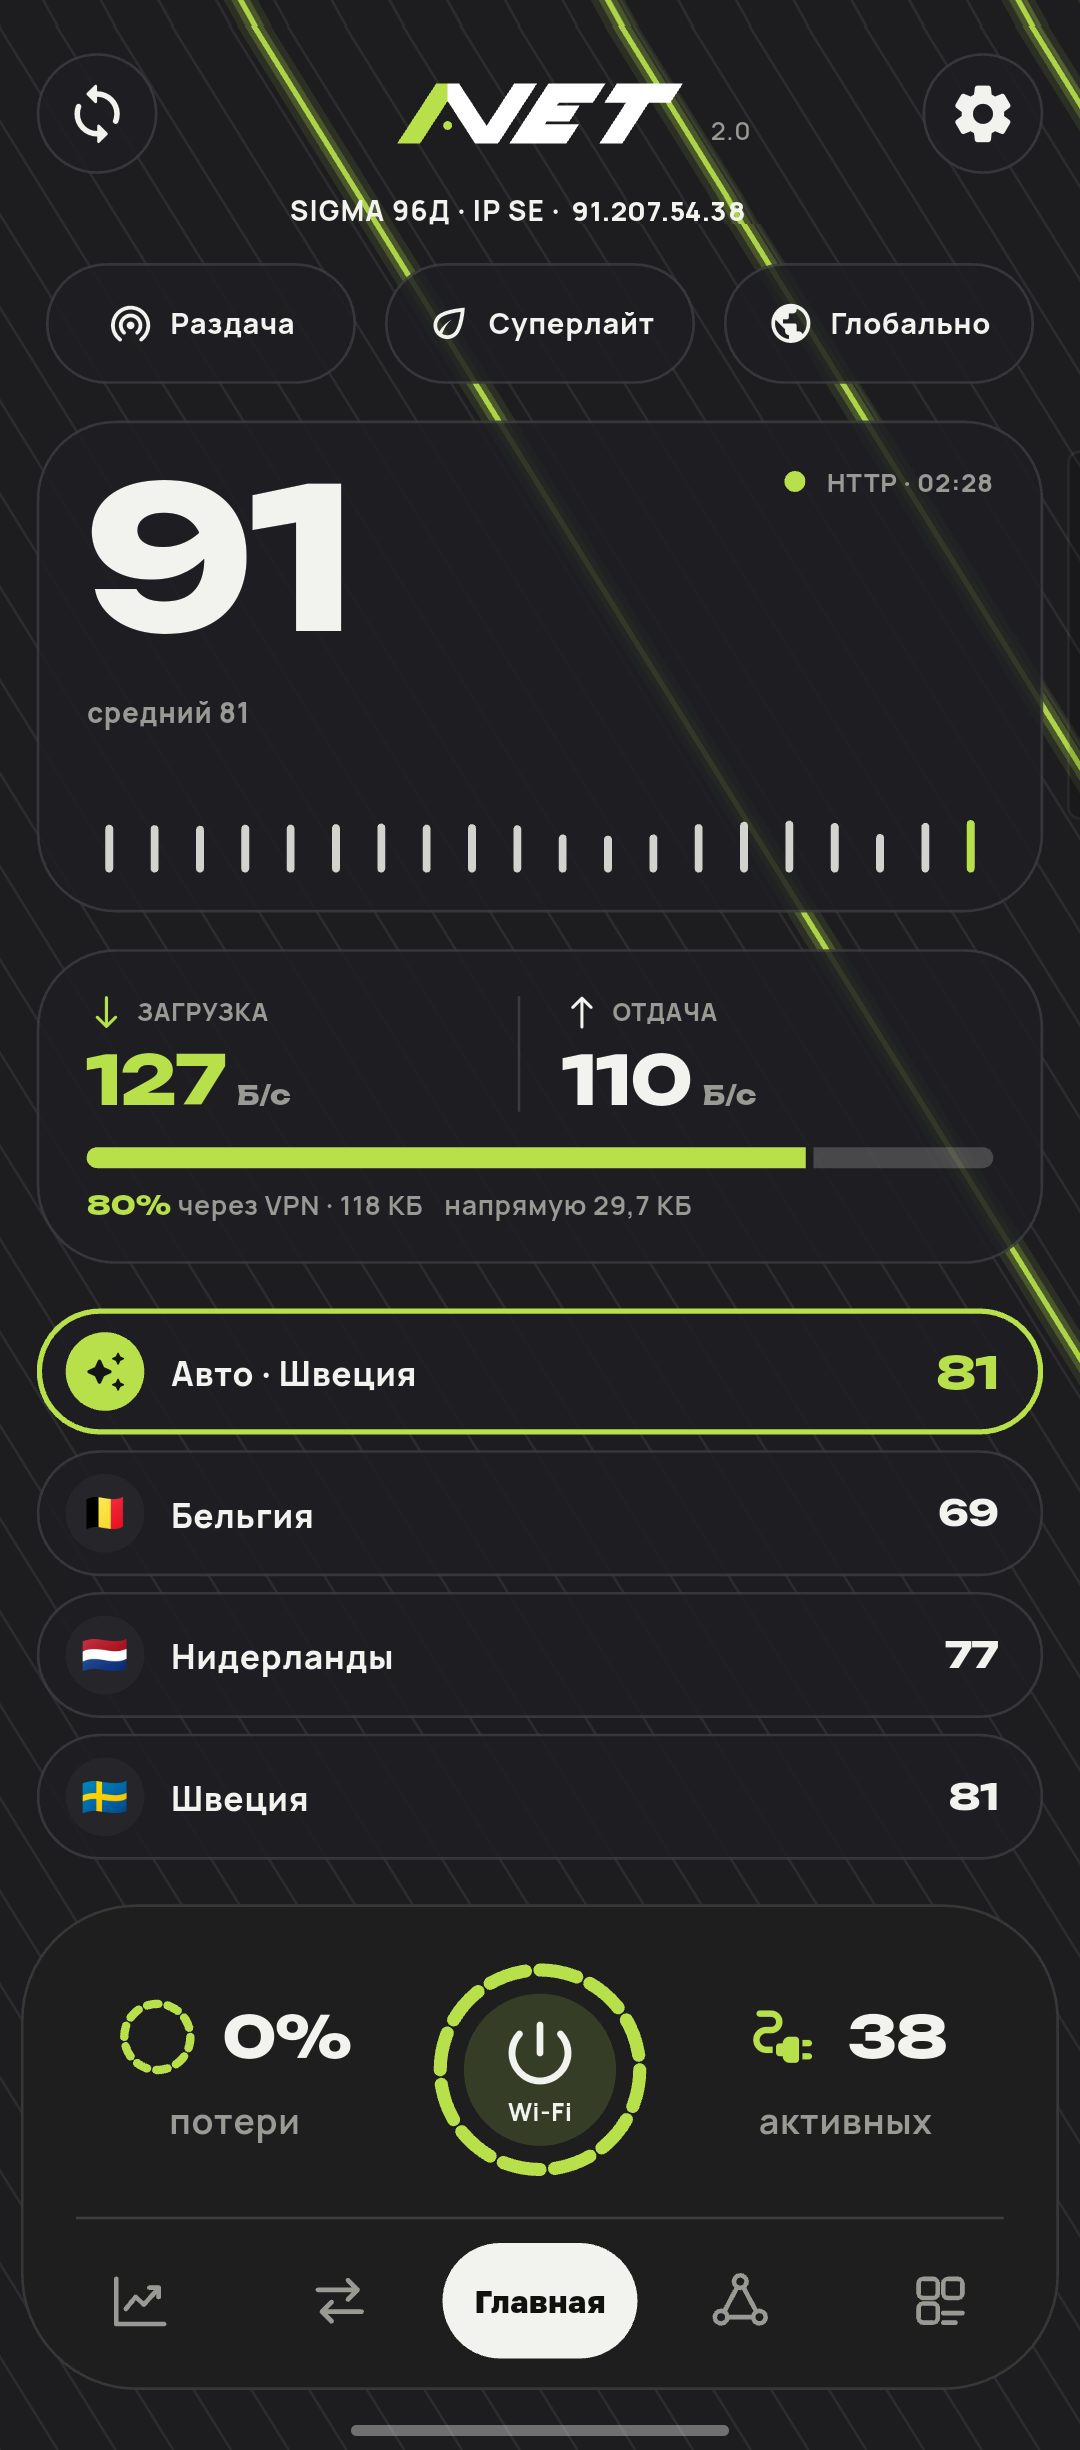 ANET 2.0
SIGMA 96Д · IP SE · 91.207.54.38
Раздача
Суперлайт
Глобально
91
HTTP · 02:28
средний 81
ЗАГРУЗКА
127 Б/с
ОТДАЧА
110 Б/с
80% через VPN · 118 КБ напрямую 29,7 КБ
Авто · Швеция 81
Бельгия 69
Нидерланды 77
Швеция 81
0%
потери
Wi-Fi
38
активных
Главная